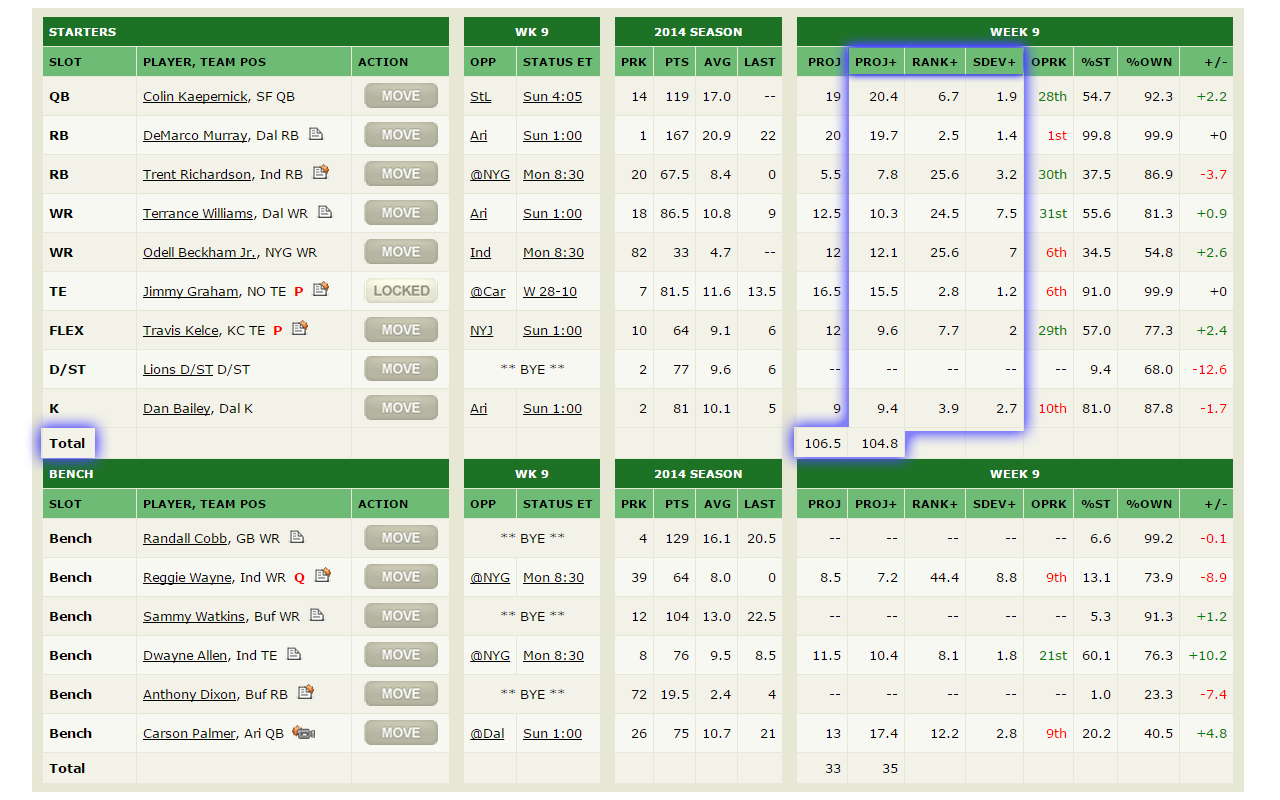 STARTERS WK 9 2014 SEASON WEEK 9
SLOT PLAYER, TEAM POS ACTION OPP STATUS ET PRK PTS AVG LAST PROJ PROJ+ RANK+ SDEV+ OPRK %ST %OWN +/-
QB Colin Kaepernick, SF QB MOVE StL Sun 4:05 14 119 17.0 -- 19 20.4 6.7 1.9 28th 54.7 92.3 +2.2
RB DeMarco Murray, Dal RB MOVE Ari Sun 1:00 1 167 20.9 22 20 19.7 2.5 1.4 1st 99.8 99.9 +0
RB Trent Richardson, Ind RB MOVE @NYG Mon 8:30 20 67.5 8.4 0 5.5 7.8 25.6 3.2 30th 37.5 86.9 -3.7
WR Terrance Williams, Dal WR MOVE Ari Sun 1:00 18 86.5 10.8 9 12.5 10.3 24.5 7.5 31st 55.6 81.3 +0.9
WR Odell Beckham Jr., NYG WR MOVE Ind Mon 8:30 82 33 4.7 -- 12 12.1 25.6 7 6th 34.5 54.8 +2.6
TE Jimmy Graham, NO TE P LOCKED @Car W 28-10 7 81.5 11.6 13.5 16.5 15.5 2.8 1.2 6th 91.0 99.9 +0
FLEX Travis Kelce, KC TE P MOVE NYJ Sun 1:00 10 64 9.1 6 12 9.6 7.7 2 29th 57.0 77.3 +2.4
D/ST Lions D/ST D/ST MOVE ** BYE ** 2 77 9.6 6 -- -- -- -- -- 9.4 68.0 -12.6
K Dan Bailey, Dal K MOVE Ari Sun 1:00 2 81 10.1 5 9 9.4 3.9 2.7 10th 81.0 87.8 -1.7
Total 106.5 104.8
BENCH WK 9 2014 SEASON WEEK 9
SLOT PLAYER, TEAM POS ACTION OPP STATUS ET PRK PTS AVG LAST PROJ PROJ+ RANK+ SDEV+ OPRK %ST %OWN +/-
Bench Randall Cobb, GB WR MOVE ** BYE ** 4 129 16.1 20.5 -- -- -- -- -- 6.6 99.2 -0.1
Bench Reggie Wayne, Ind WR Q MOVE @NYG Mon 8:30 39 64 8.0 0 8.5 7.2 44.4 8.8 9th 13.1 73.9 -8.9
Bench Sammy Watkins, Buf WR MOVE ** BYE ** 12 104 13.0 22.5 -- -- -- -- -- 5.3 91.3 +1.2
Bench Dwayne Allen, Ind TE MOVE @NYG Mon 8:30 8 76 9.5 8.5 11.5 10.4 8.1 1.8 21st 60.1 76.3 +10.2
Bench Anthony Dixon, Buf RB MOVE ** BYE ** 72 19.5 2.4 4 -- -- -- -- -- 1.0 23.3 -7.4
Bench Carson Palmer, Ari QB MOVE @Dal Sun 1:00 26 75 10.7 21 13 17.4 12.2 2.8 9th 20.2 40.5 +4.8
Total 33 35